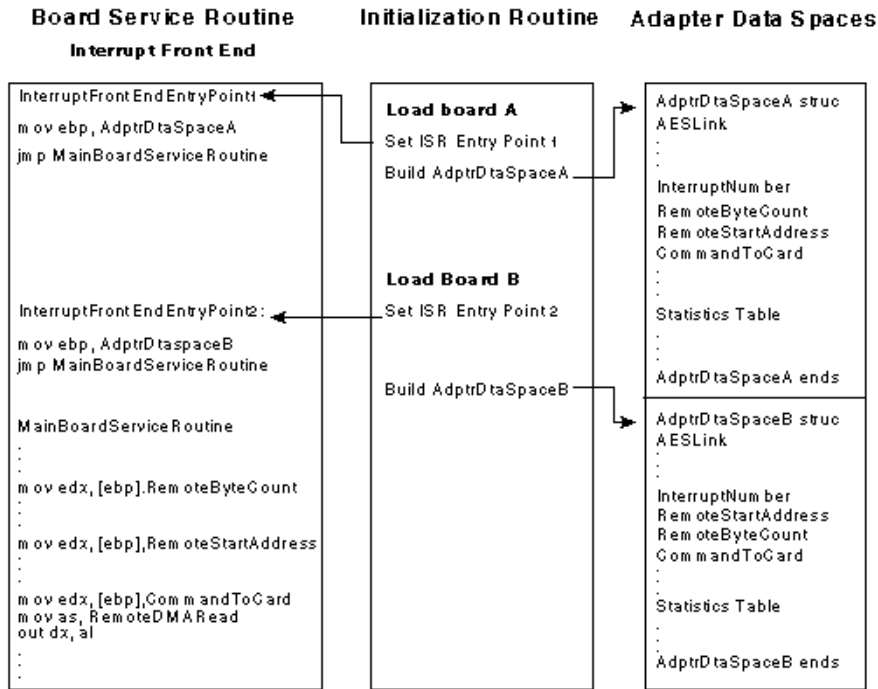 Board Service Routine
Interrupt Front End
InterruptFrontEndEntryPoint1
mov ebp, AdptrDtaSpaceA
jmp MainBoardServiceRoutine
InterruptFrontEndEntryPoint2:
mov ebp, AdptrDtaspaceB
jmp MainBoardServiceRoutine
MainBoardServiceRoutine
:
:
mov edx, [ebp].RemoteByteCount
:
:
mov edx, [ebp],RemoteStartAddress
:
:
mov edx, [ebp],CommandToCard
mov as, RemoteDMARead
out dx, al
:
:
Initialization Routine
Load board A
Set ISR Entry Point 1
Build AdptrDtaSpaceA
Load Board B
Set ISR Entry Point 2
Build AdptrDtaSpaceB
Adapter Data Spaces
AdptrDtaSpaceA struc
AESLink
:
:
InterruptNumber
RemoteByteCount
RemoteStartAddress
CommandToCard
:
:
Statistics Table
:
:
AdptrDtaSpaceA ends
AdptrDtaSpaceB struc
AESLink
:
:
InterruptNumber
RemoteStartAddress
RemoteByteCount
CommandToCard
:
:
Statistics Table
:
:
AdptrDtaSpaceB ends